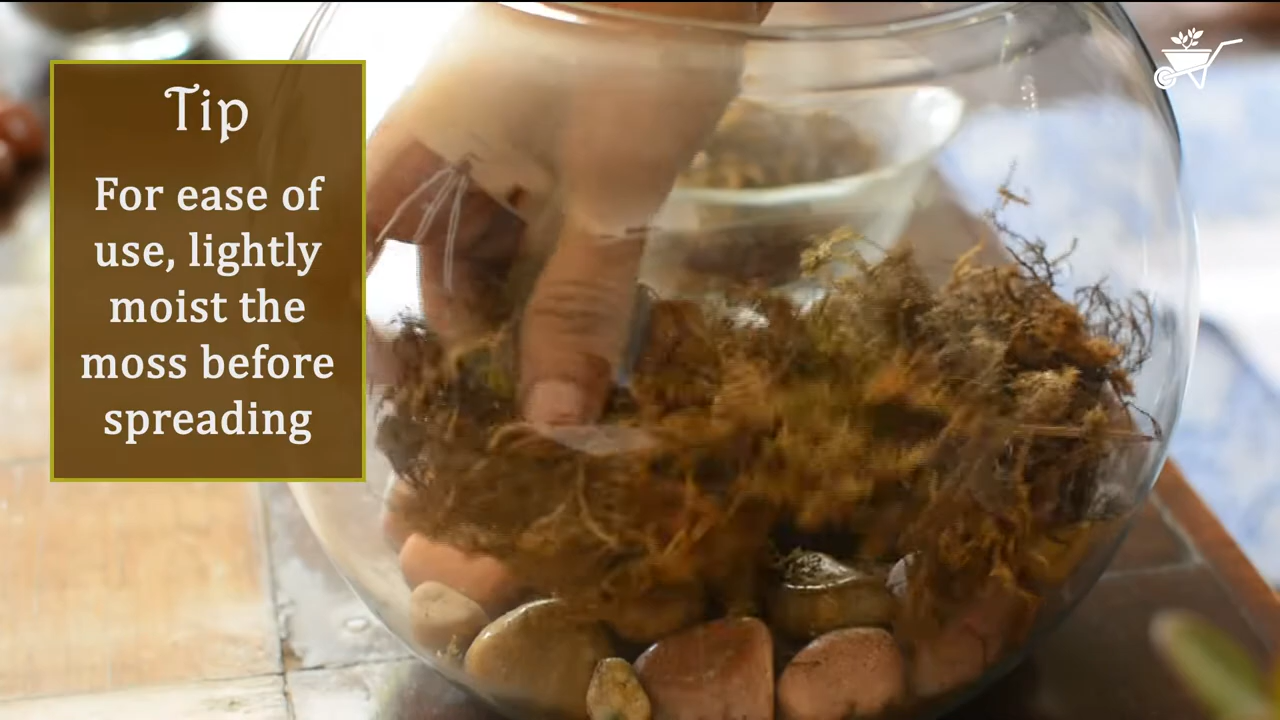 Tip
For ease of
use, lightly
moist the
moss before
spreading